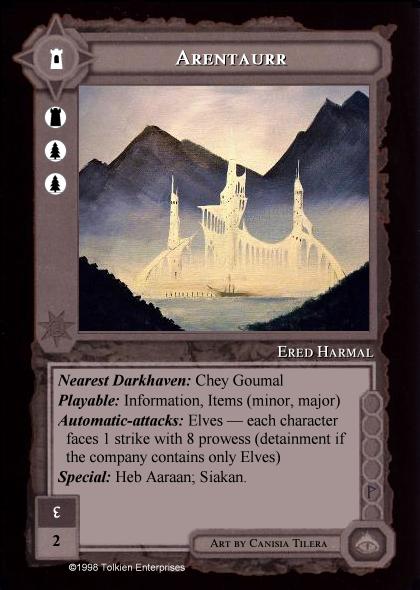 ARENTAURR
ERED HARMAL
Nearest Darkhaven: Chey Goumal
Playable: Information, Items (minor, major)
Automatic-attacks: Elves — each character
faces 1 strike with 8 prowess (detainment if
the company contains only Elves)
Special: Heb Aaraan; Siakan.
ε
2
ART BY CANISIA TILERA
©1998 Tolkien Enterprises